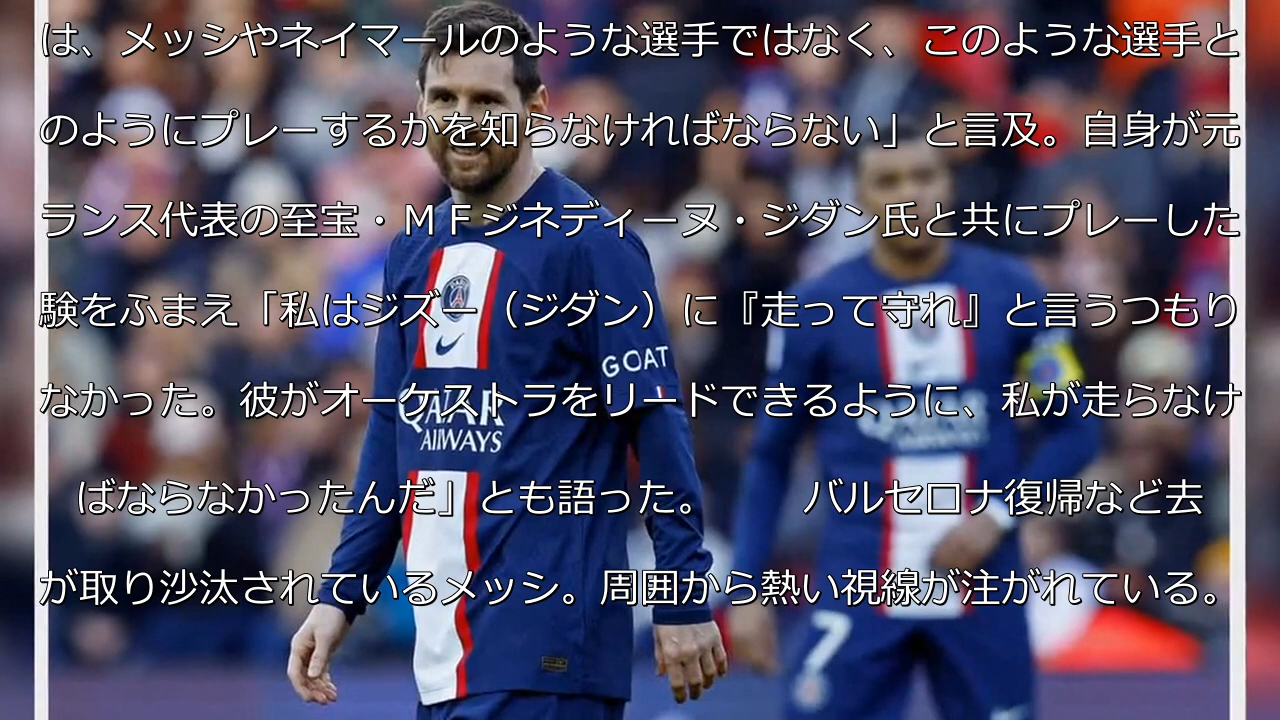 は、メッシやネイマールのような選手ではなく、このような選手と
のようにプレーするかを知らなければならない」と言及。自身が元
ランス代表の至宝・ＭＦジネディーヌ・ジダン氏と共にプレーした
験をふまえ「私はジズー（ジダン）に『走って守れ』と言うつもり
なかった。彼がオーケストラをリードできるように、私が走らなけ
ばならなかったんだ」とも語った。　　バルセロナ復帰など去
が取り沙汰されているメッシ。周囲から熱い視線が注がれている。
GOAT
QATAR
AIRWAYS
7